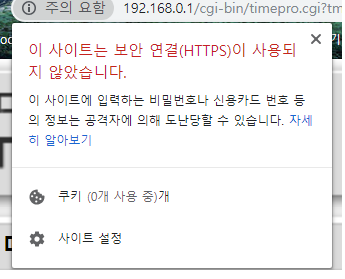 주의 요함
192.168.0.1/cgi-bin/timepro.cgi?tm
이 사이트는 보안 연결(HTTPS)이 사용되
지 않았습니다.
이 사이트에 입력하는 비밀번호나 신용카드 번호 등
의 정보는 공격자에 의해 도난당할 수 있습니다. 자세
히 알아보기
쿠키 (0개 사용 중)개
사이트 설정